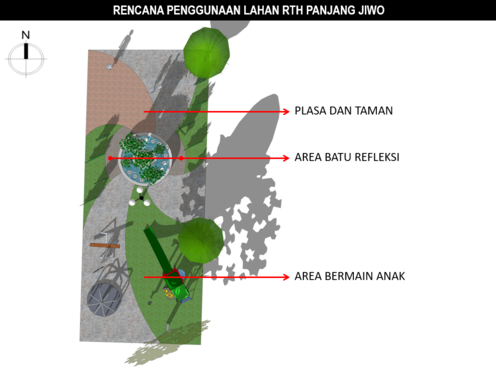 RENCANA PENGGUNAAN LAHAN RTH PANJANG JIWO
N
PLASA DAN TAMAN
AREA BATU REFLEKSI
AREA BERMAIN ANAK